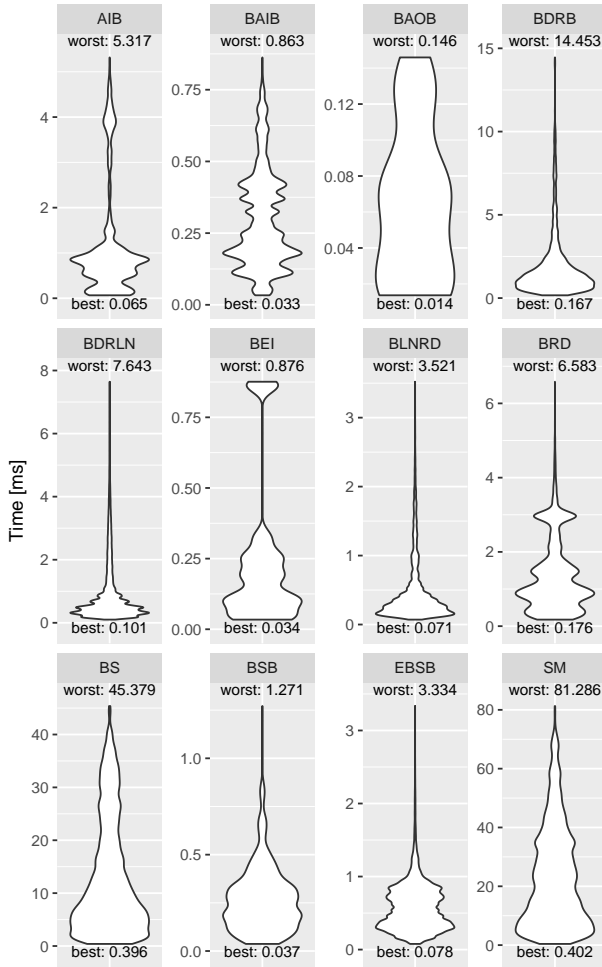 AIB
worst: 5.317
4
2
0
best: 0.065
BAIB
worst: 0.863
0.75
0.50
0.25
0.00
best: 0.033
BAOB
worst: 0.146
0.12
0.08
0.04
best: 0.014
BDRB
15
worst: 14.453
10
5
0
best: 0.167
BDRLN
8
worst: 7.643
6
4
2
0
best: 0.101
BEI
worst: 0.876
0.75
0.50
0.25
0.00
best: 0.034
BLNRD
worst: 3.521
3
2
1
0
best: 0.071
BRD
worst: 6.583
6
4
2
0
best: 0.176
BS
worst: 45.379
40
30
20
10
0
best: 0.396
BSB
worst: 1.271
1.0
0.5
0.0
best: 0.037
EBSB
worst: 3.334
3
2
1
0
best: 0.078
SM
worst: 81.286
80
60
40
20
0
best: 0.402
Time [ms]